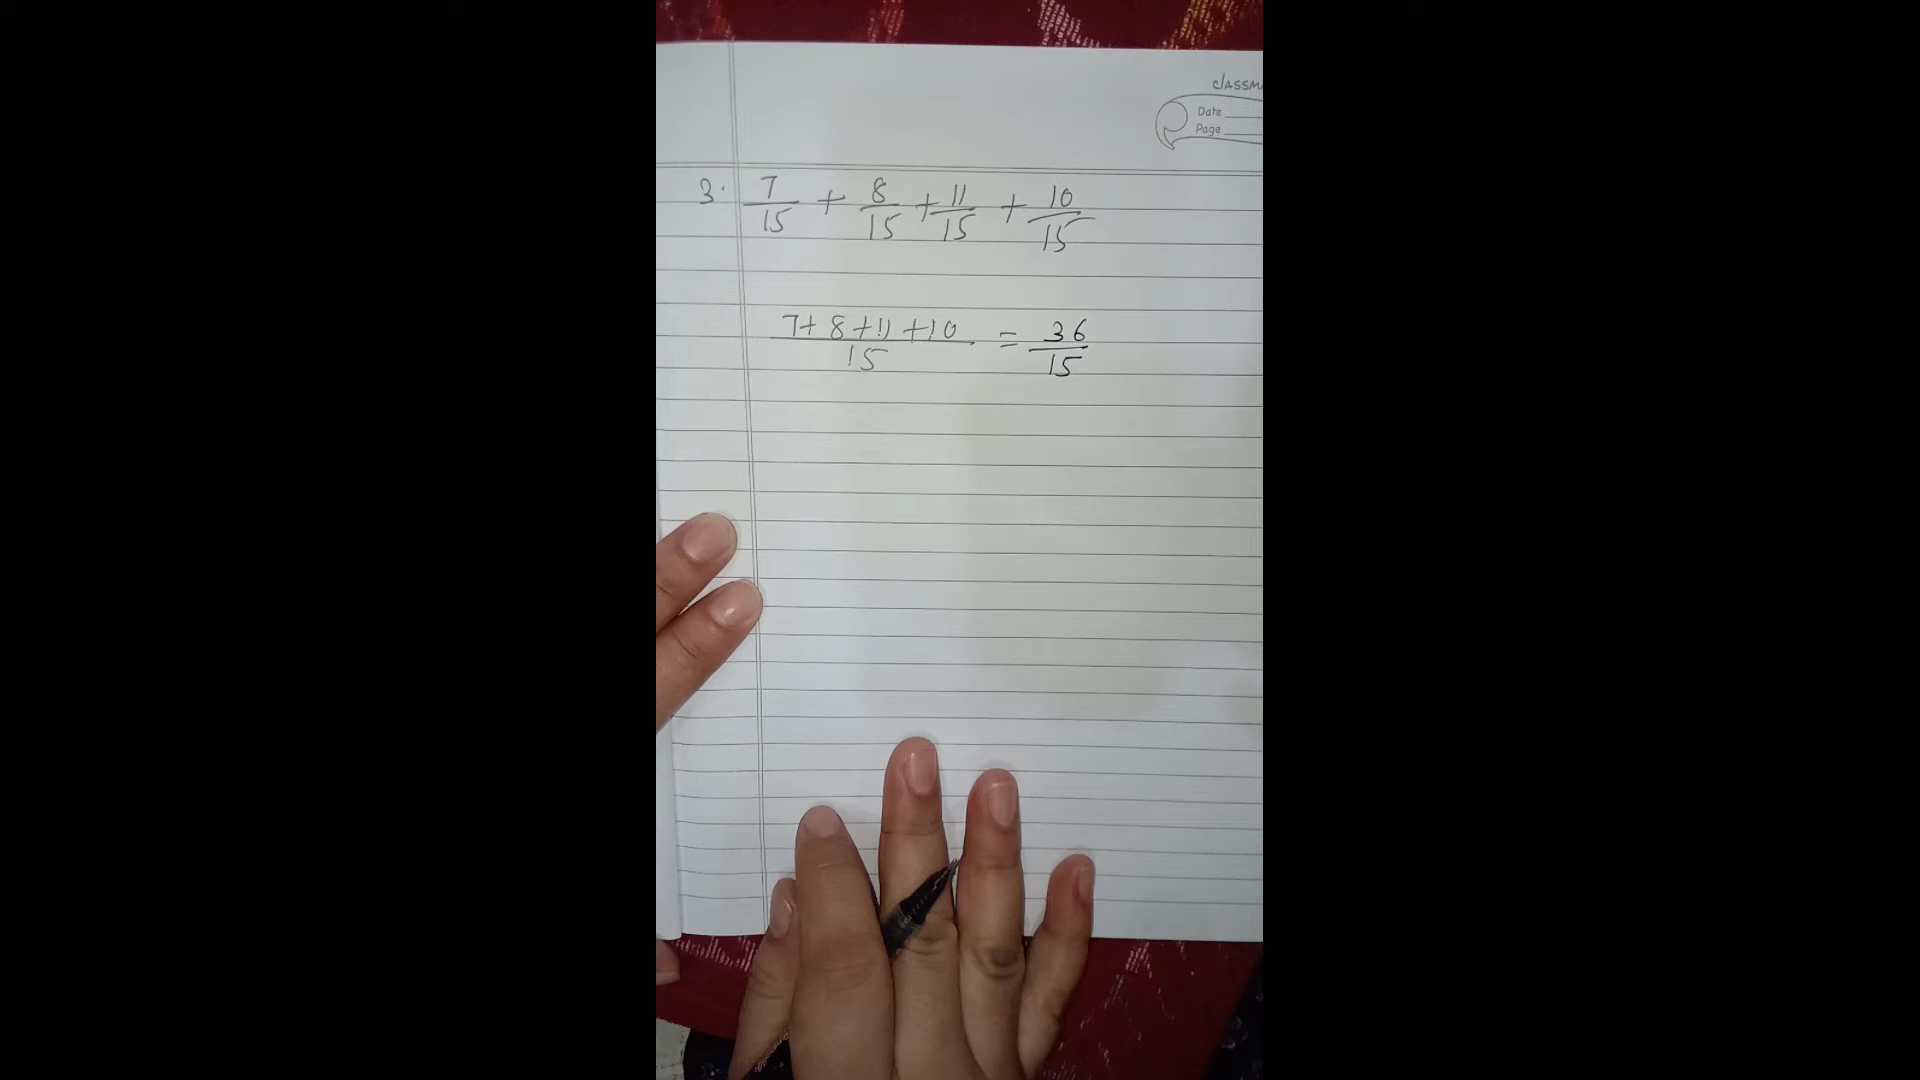 classm
Date
Page
3. 7/15 + 8/15 + 11/15 + 10/15
7+8+11+10/15 = 36/15